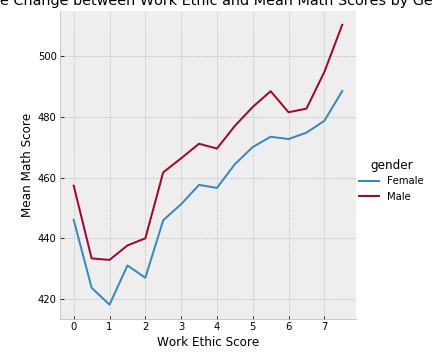 e Change between Work Ethic and Mean Math Scores by Ge
500
480
460
440
420
Mean Math Score
0 1 2 3 4 5 6 7
Work Ethic Score
gender
Female
Male